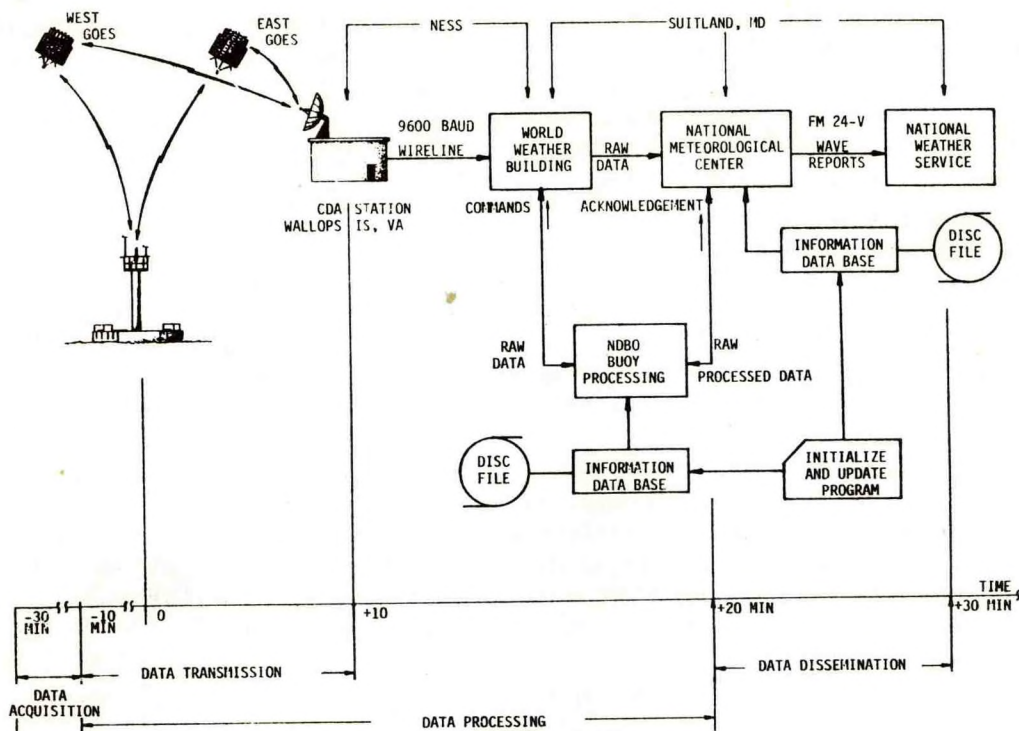 WEST
GOES
EAST
GOES
NESS
SUITLAND, MD
9600 BAUD
WIRELINE
WORLD
WEATHER
BUILDING
RAW
DATA
NATIONAL
METEOROLOGICAL
CENTER
FM 24-V
WAVE
REPORTS
NATIONAL
WEATHER
SERVICE
CDA STATION
WALLOPS IS, VA
COMMANDS
ACKNOWLEDGEMENT
INFORMATION
DATA BASE
DISC
FILE
RAW
DATA
NDBO
BUOY
PROCESSING
RAW
PROCESSED DATA
DISC
FILE
INFORMATION
DATA BASE
INITIALIZE
AND UPDATE
PROGRAM
TIME
-30
MIN
-10
MIN
0
+10
+20 MIN
+30 MIN
DATA TRANSMISSION
DATA DISSEMINATION
DATA
ACQUISITION
DATA PROCESSING